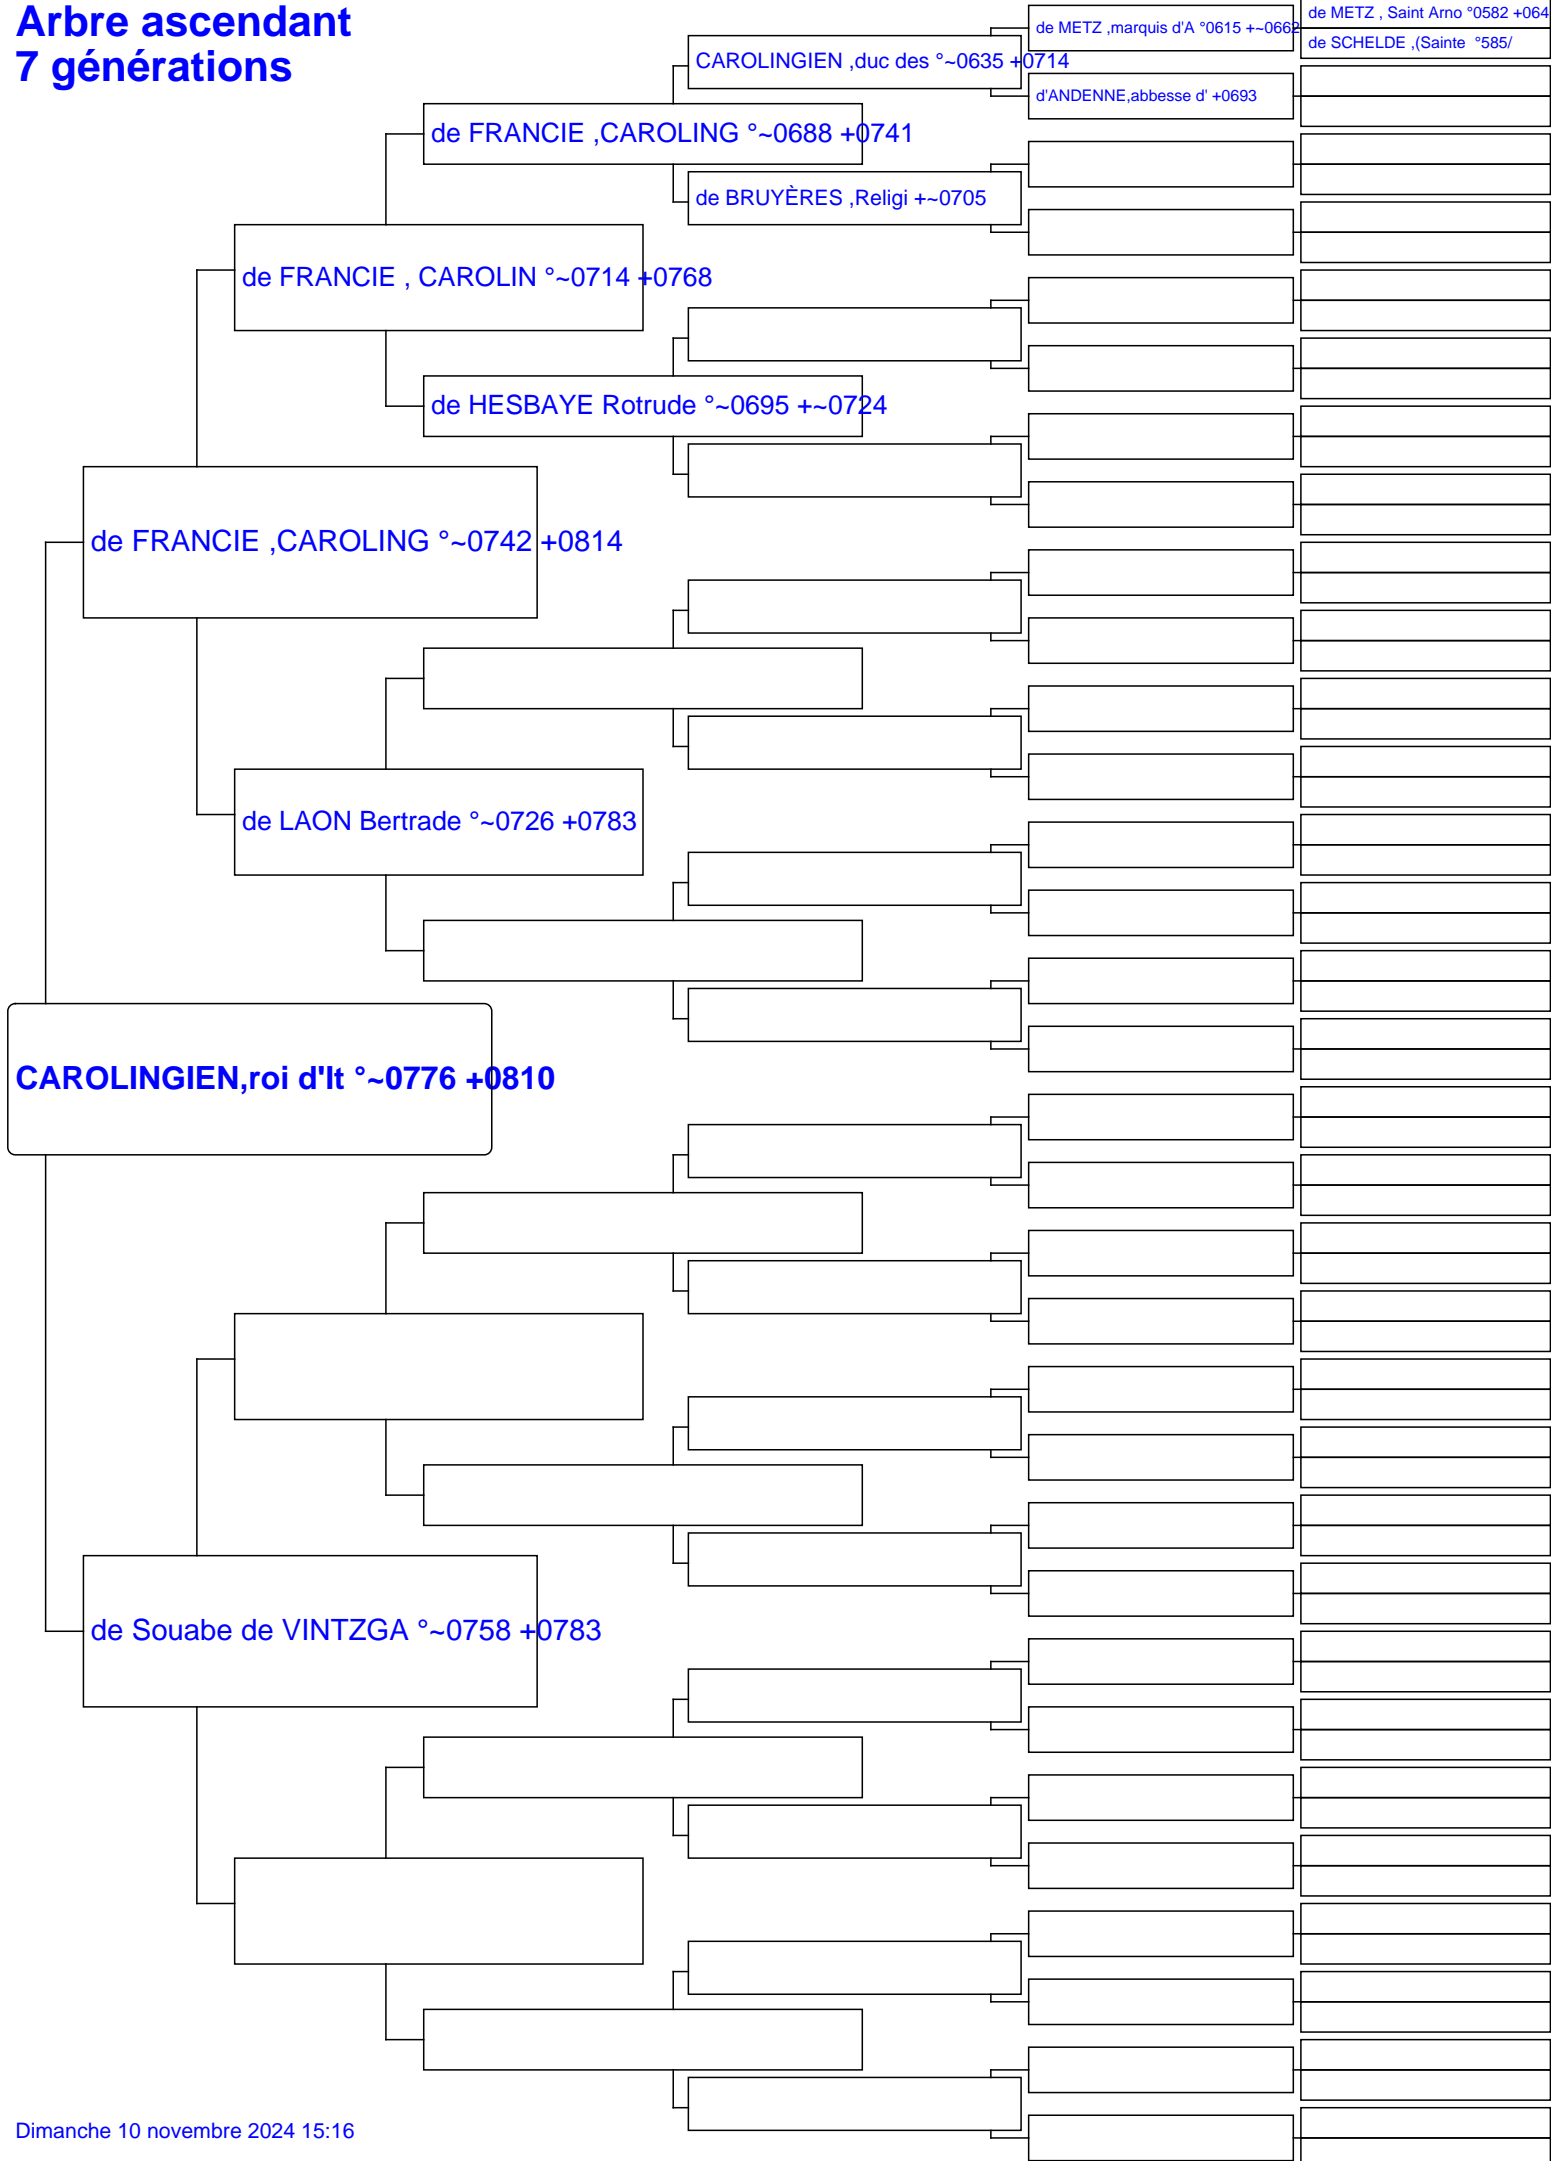 Arbre ascendant
7 générations
de METZ , Saint Arno °0582 +064
de METZ ,marquis d'A °0615 +~0662
de SCHELDE ,(Sainte °585/
CAROLINGIEN ,duc des °~0635 +0714
d'ANDENNE,abbesse d' +0693
de FRANCIE ,CAROLING °~0688 +0741
de BRUYÈRES ,Religi +~0705
de FRANCIE , CAROLIN °~0714 +0768
de HESBAYE Rotrude °~0695 +~0724
de FRANCIE ,CAROLING °~0742 +0814
de LAON Bertrade °~0726 +0783
CAROLINGIEN,roi d'It °~0776 +0810
de Souabe de VINTZGA °~0758 +0783
Dimanche 10 novembre 2024 15:16